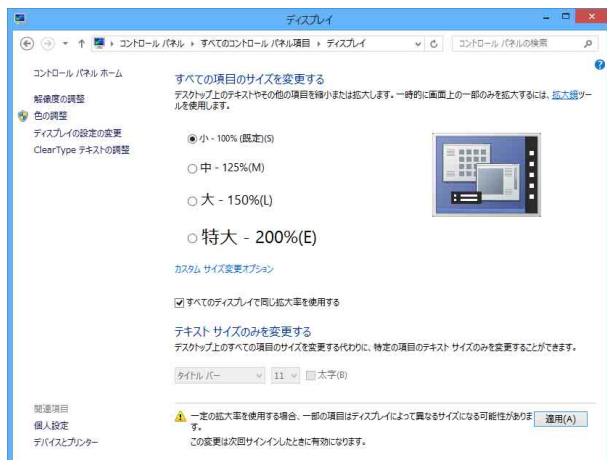 ディスプレイ
コントロール パネル ▸ すべてのコントロール パネル項目 ▸ ディスプレイ
コントロール パネルの検索
コントロール パネル ホーム
解像度の調整
色の調整
ディスプレイの設定の変更
ClearType テキストの調整
すべての項目のサイズを変更する
デスクトップ上のテキストやその他の項目を縮小または拡大します。一時的に画面上の一部のみを拡大するには、拡大鏡ツー
ルを使用します。
小 - 100% (既定)(S)
中 - 125%(M)
大 - 150%(L)
特大 - 200%(E)
カスタム サイズ変更オプション
すべてのディスプレイで同じ拡大率を使用する
テキスト サイズのみを変更する
デスクトップ上のすべての項目のサイズを変更する代わりに、特定の項目のテキスト サイズのみを変更することができます。
タイトル バー 11 太字(B)
一定の拡大率を使用する場合、一部の項目はディスプレイによって異なるサイズになる可能性がありま
す。
この変更は次回サインインしたときに有効になります。
適用(A)
関連項目
個人設定
デバイスとプリンター